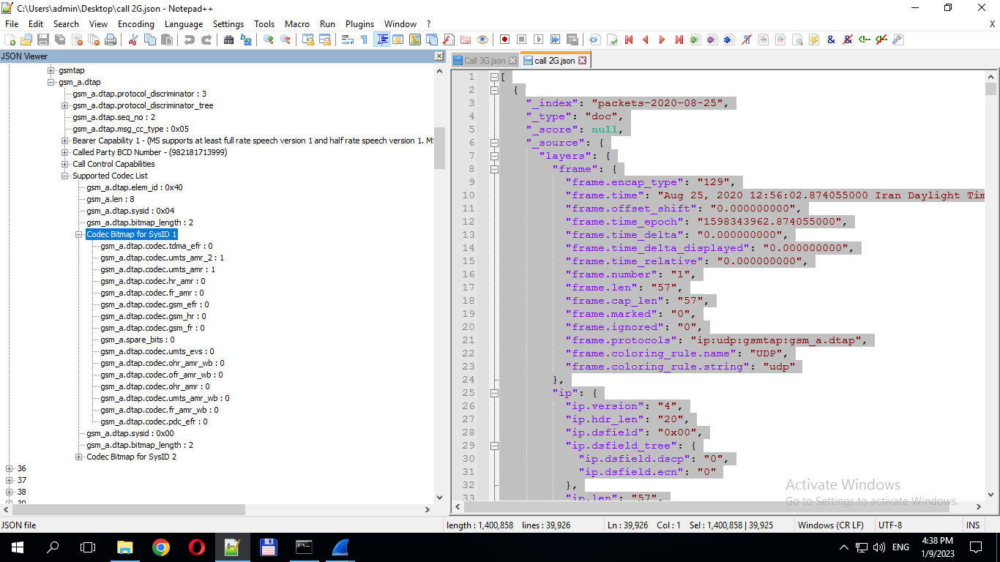 C:\Users\admin\Desktop\call 2G.json - Notepad++
File Edit Search View Encoding Language Settings Tools Macro Run Plugins Window ? X
JSON Viewer
gsmtap
gsm_a.dtap
gsm_a.dtap.protocol_discriminator : 3
gsm_a.dtap.protocol_discriminator_tree
gsm_a.dtap.seq_no : 2
gsm_a.dtap.msg_cc_type : 0x05
Bearer Capability 1 - (MS supports at least full rate speech version 1 and half rate speech version 1. MS
Called Party BCD Number - (982181713999)
Call Control Capabilities
Supported Codec List
gsm_a.dtap.elem_id : 0x40
gsm_a.len : 8
gsm_a.dtap.sysid : 0x04
gsm_a.dtap.bitmap_length : 2
Codec Bitmap for SysID 1
gsm_a.dtap.codec.tdma_efr : 0
gsm_a.dtap.codec.umts_amr_2 : 1
gsm_a.dtap.codec.umts_amr : 1
gsm_a.dtap.codec.hr_amr : 0
gsm_a.dtap.codec.fr_amr : 0
gsm_a.dtap.codec.gsm_efr : 0
gsm_a.dtap.codec.gsm_hr : 0
gsm_a.dtap.codec.gsm_fr : 0
gsm_a.spare_bits : 0
gsm_a.dtap.codec.umts_evs : 0
gsm_a.dtap.codec.ohr_amr_wb : 0
gsm_a.dtap.codec.ofr_amr_wb : 0
gsm_a.dtap.codec.ohr_amr : 0
gsm_a.dtap.codec.umts_amr_wb : 0
gsm_a.dtap.codec.fr_amr_wb : 0
gsm_a.dtap.codec.pdc_efr : 0
gsm_a.dtap.sysid : 0x00
gsm_a.dtap.bitmap_length : 2
Codec Bitmap for SysID 2
36
37
38
39
Call 3G.json call 2G.json
1 [
2 {
3 "_index": "packets-2020-08-25",
4 "_type": "doc",
5 "_score": null,
6 "_source": {
7 "layers": {
8 "frame": {
9 "frame.encap_type": "129",
10 "frame.time": "Aug 25, 2020 12:56:02.874055000 Iran Daylight Tim
11 "frame.offset_shift": "0.000000000",
12 "frame.time_epoch": "1598343962.874055000",
13 "frame.time_delta": "0.000000000",
14 "frame.time_delta_displayed": "0.000000000",
15 "frame.time_relative": "0.000000000",
16 "frame.number": "1",
17 "frame.len": "57",
18 "frame.cap_len": "57",
19 "frame.marked": "0",
20 "frame.ignored": "0",
21 "frame.protocols": "ip:udp:gsmtap:gsm_a.dtap",
22 "frame.coloring_rule.name": "UDP",
23 "frame.coloring_rule.string": "udp"
24 },
25 "ip": {
26 "ip.version": "4",
27 "ip.hdr_len": "20",
28 "ip.dsfield": "0x00",
29 "ip.dsfield_tree": {
30 "ip.dsfield.dscp": "0",
31 "ip.dsfield.ecn": "0"
32 },
33 "ip.len": "57",
Activate Windows
Go to Settings to activate Windows.
JSON file length : 1,400,858 lines : 39,926 Ln : 39,926 Col : 1 Sel : 1,400,858 | 39,925 Windows (CR LF) UTF-8 INS
ENG
4:38 PM
1/9/2023